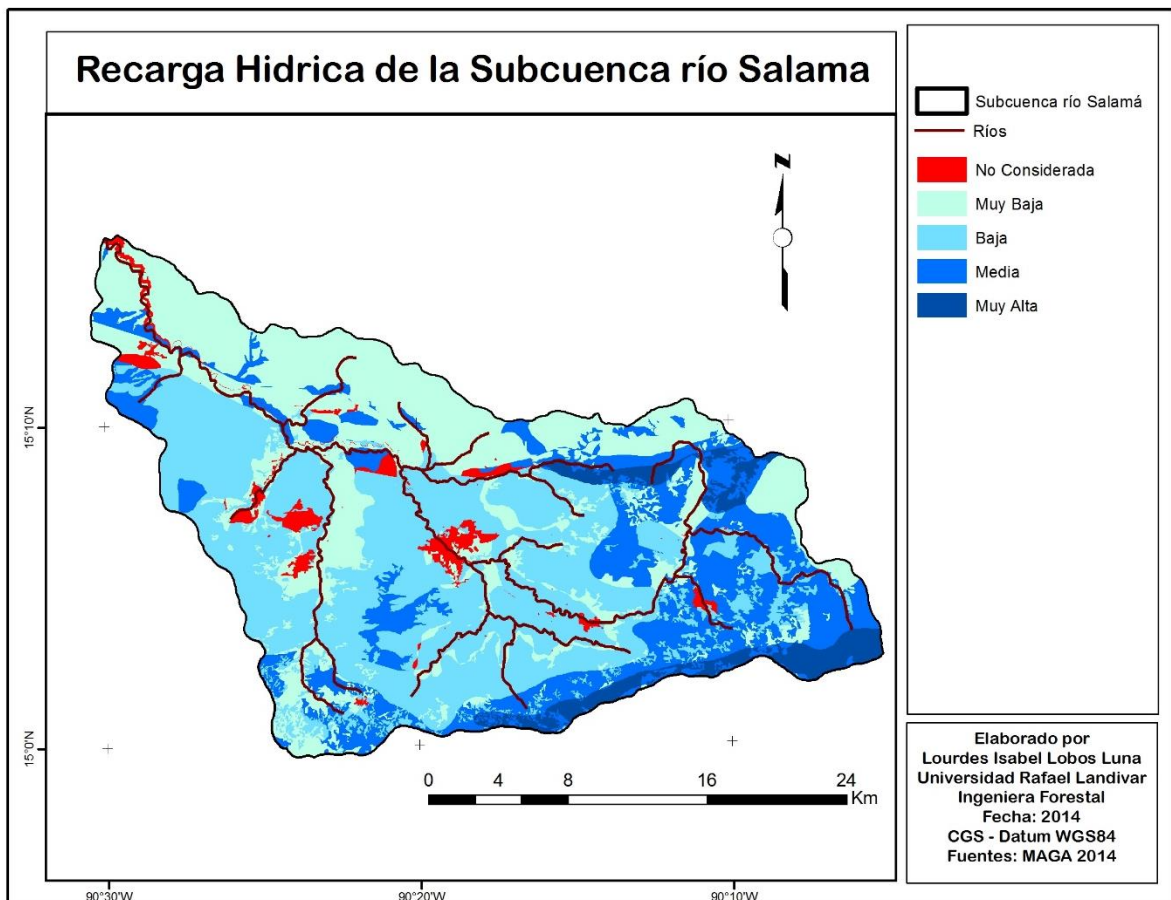 Recarga Hidrica de la Subcuenca río Salama
N
Subcuenca río Salamá
Ríos
No Considerada
Muy Baja
Baja
Media
Muy Alta
15°10'N
15°0'N
0 4 8 16 24
Km
90°30'W 90°20'W 90°10'W
Elaborado por
Lourdes Isabel Lobos Luna
Universidad Rafael Landivar
Ingeniera Forestal
Fecha: 2014
CGS - Datum WGS84
Fuentes: MAGA 2014